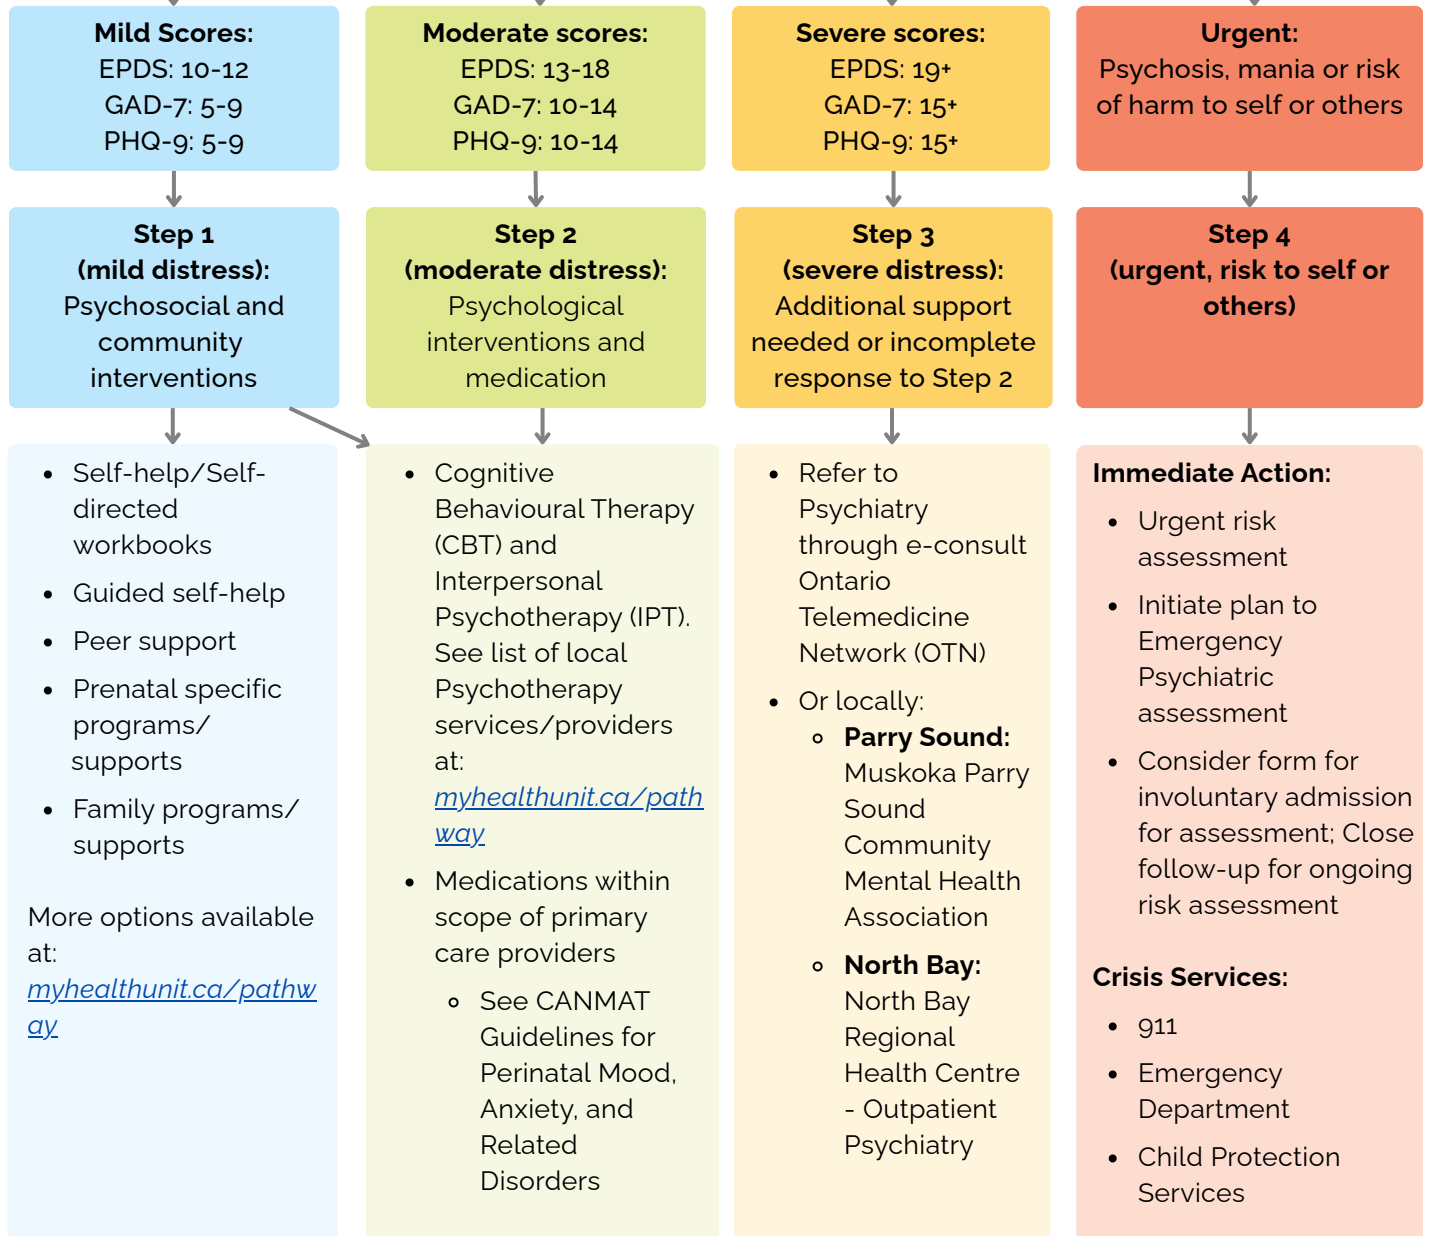 Mild Scores:
EPDS: 10-12
GAD-7: 5-9
PHQ-9: 5-9
Step 1
(mild distress):
Psychosocial and
community
interventions
Self-help/Self-
directed
workbooks
Guided self-help
Peer support
Prenatal specific
programs/
supports
Family programs/
supports
More options available
at:
myhealthunit.ca/pathw
ay
Moderate scores:
EPDS: 13-18
GAD-7: 10-14
PHQ-9: 10-14
Step 2
(moderate distress):
Psychological
interventions and
medication
Cognitive
Behavioural Therapy
(CBT) and
Interpersonal
Psychotherapy (IPT).
See list of local
Psychotherapy
services/providers
at:
myhealthunit.ca/path
way
Medications within
scope of primary
care providers
See CANMAT
Guidelines for
Perinatal Mood,
Anxiety, and
Related
Disorders
Severe scores:
EPDS: 19+
GAD-7: 15+
PHQ-9: 15+
Step 3
(severe distress):
Additional support
needed or incomplete
response to Step 2
Refer to
Psychiatry
through e-consult
Ontario
Telemedicine
Network (OTN)
Or locally:
Parry Sound:
Muskoka Parry
Sound
Community
Mental Health
Association
North Bay:
North Bay
Regional
Health Centre
- Outpatient
Psychiatry
Urgent:
Psychosis, mania or risk
of harm to self or others
Step 4
(urgent, risk to self or
others)
Immediate Action:
Urgent risk
assessment
Initiate plan to
Emergency
Psychiatric
assessment
Consider form for
involuntary admission
for assessment; Close
follow-up for ongoing
risk assessment
Crisis Services:
911
Emergency
Department
Child Protection
Services